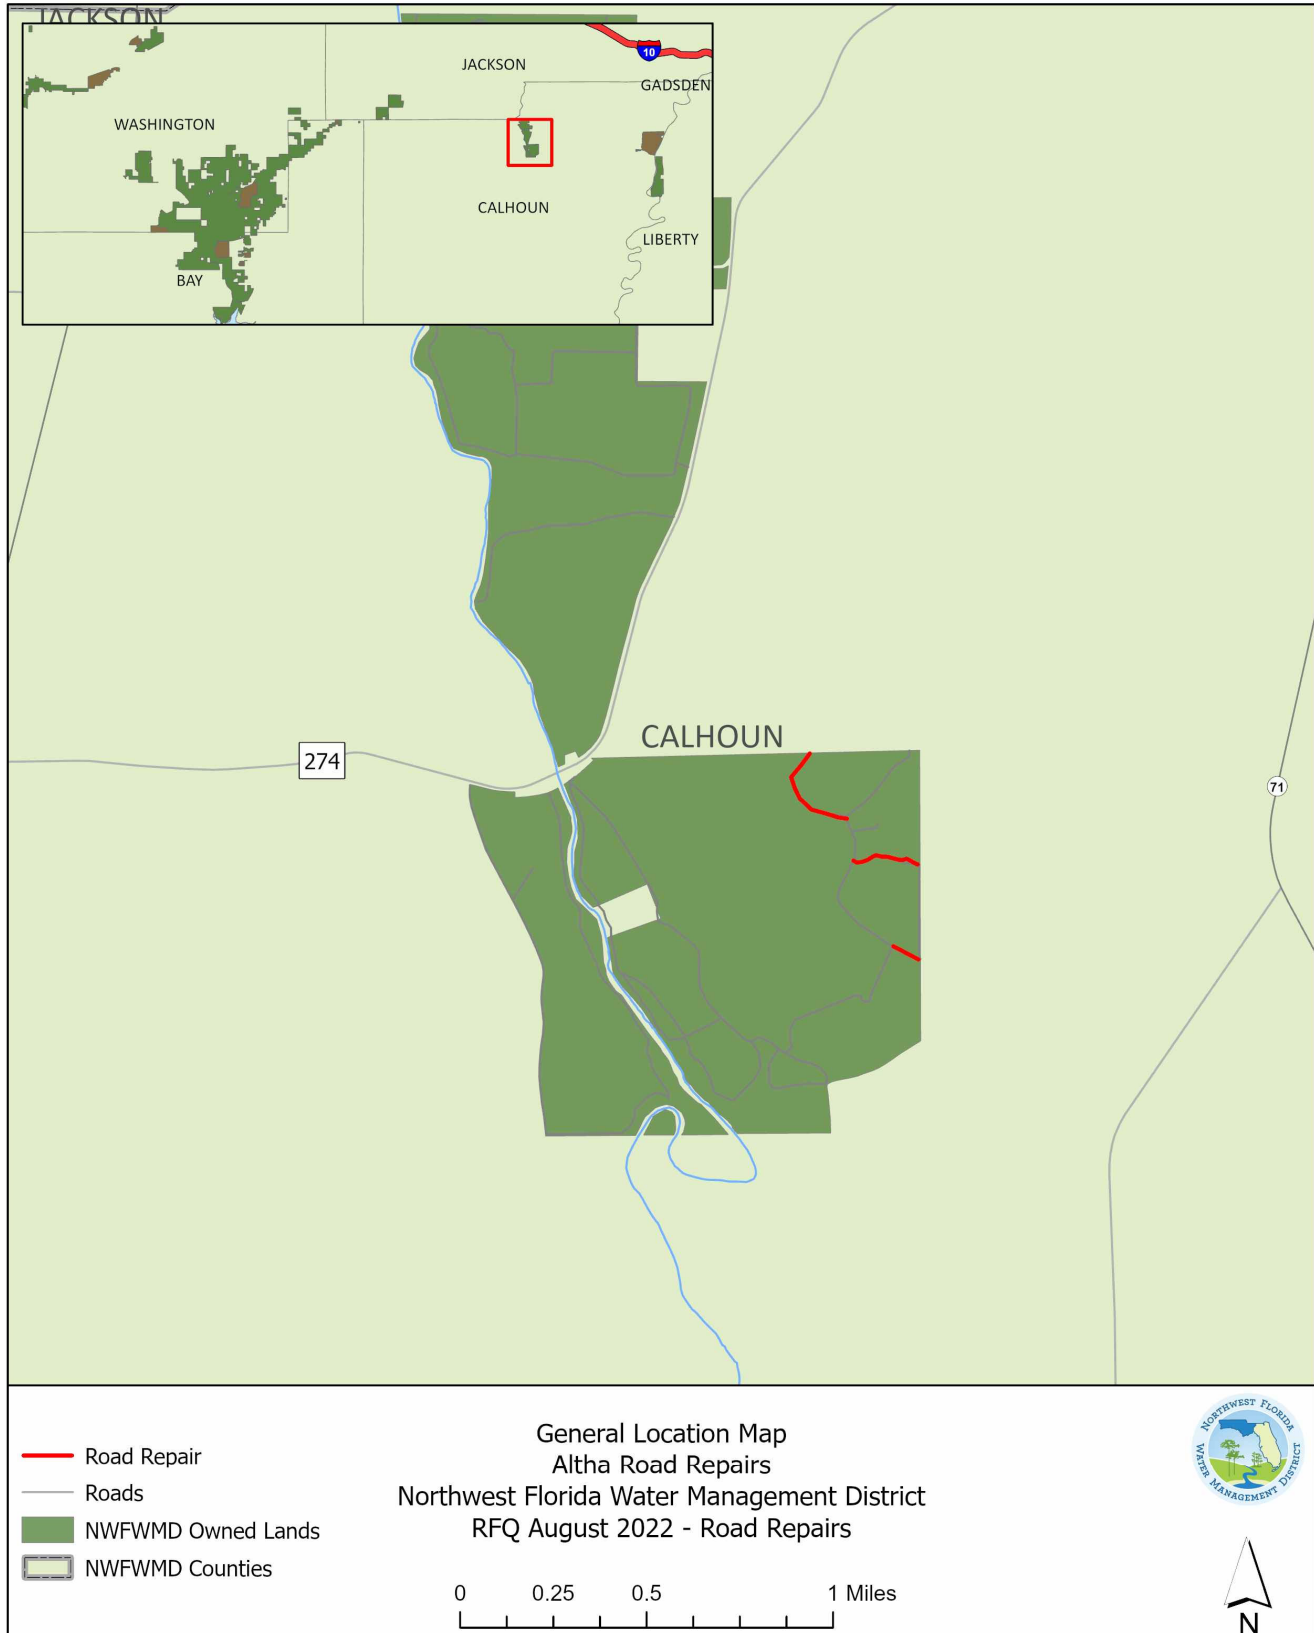 JACKSON
10
JACKSON
GADSDEN
WASHINGTON
CALHOUN
LIBERTY
BAY
CALHOUN
274
71
Road Repair
Roads
NWFWMD Owned Lands
NWFWMD Counties
General Location Map
Altha Road Repairs
Northwest Florida Water Management District
RFQ August 2022 - Road Repairs
0 0.25 0.5 1 Miles
NORTHWEST FLORIDA
WATER MANAGEMENT DISTRICT
N